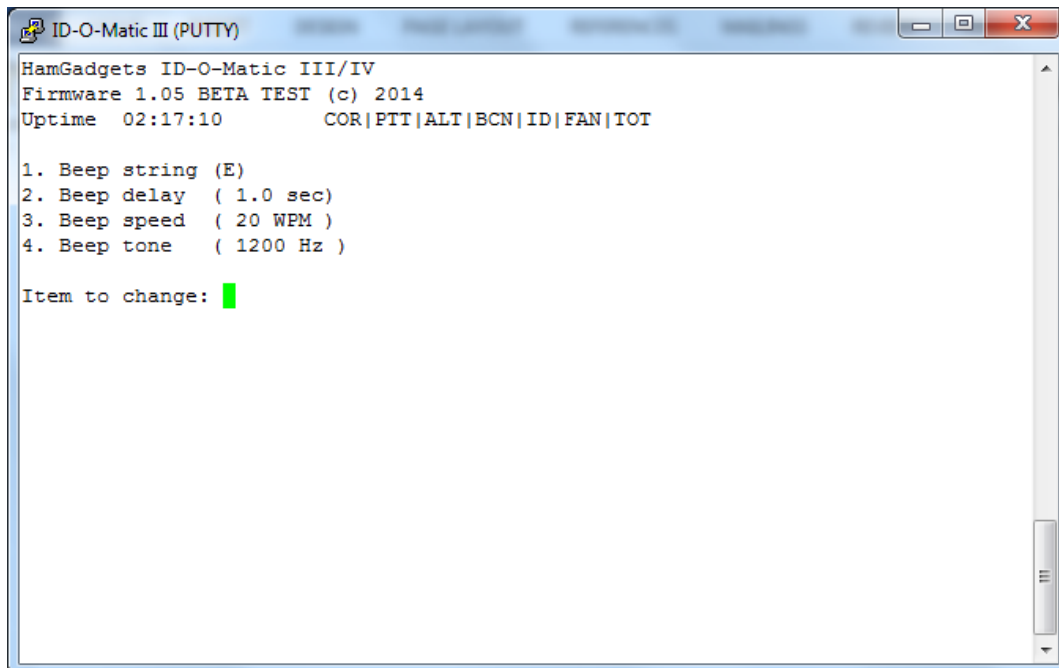 ID-O-Matic III (PUTTY)
HamGadgets ID-O-Matic III/IV
Firmware 1.05 BETA TEST (c) 2014
Uptime  02:17:10          COR|PTT|ALT|BCN|ID|FAN|TOT
1. Beep string (E)
2. Beep delay  ( 1.0 sec)
3. Beep speed  ( 20 WPM )
4. Beep tone   ( 1200 Hz )
Item to change: